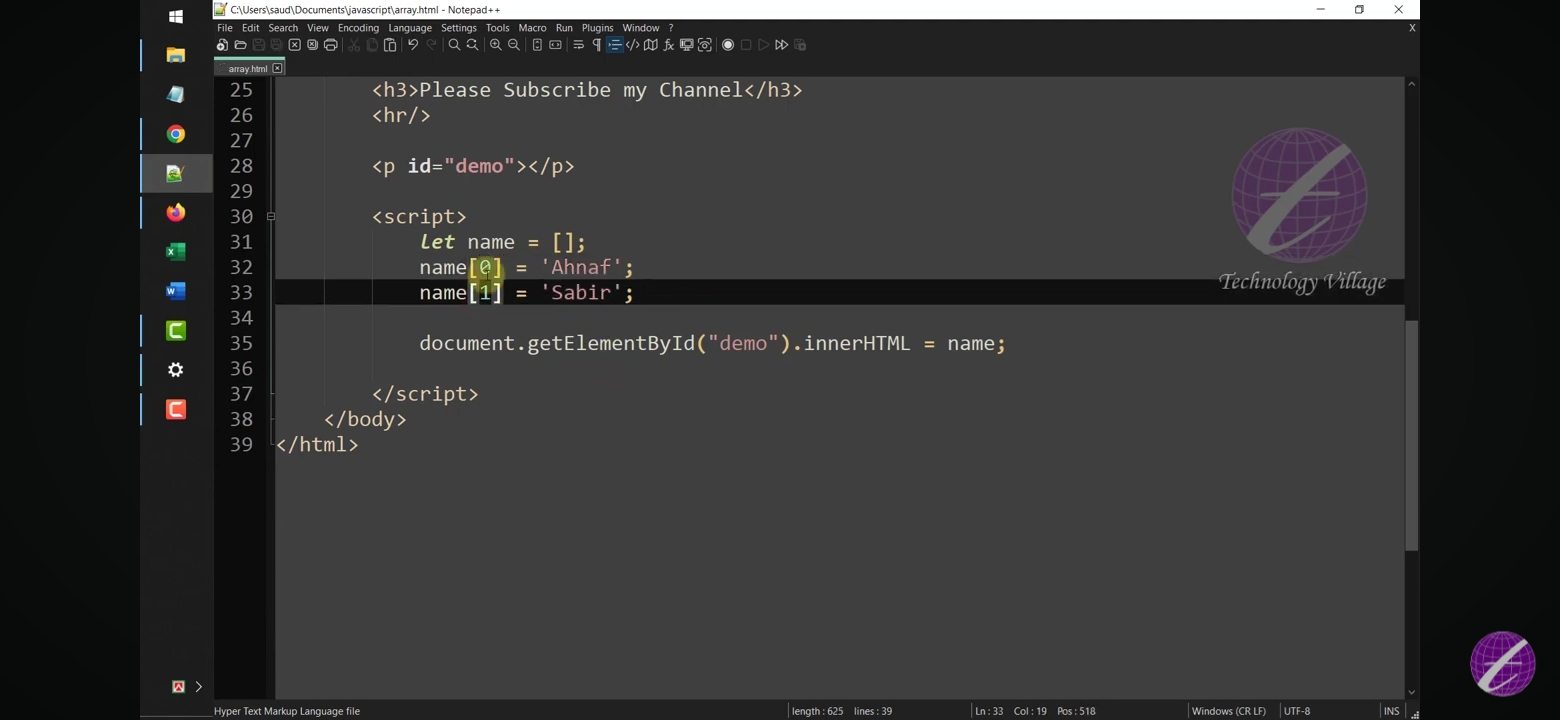 C:\Users\saud\Documents\javascript\array.html - Notepad++
File Edit Search View Encoding Language Settings Tools Macro Run Plugins Window ? X
array.html
25 <h3>Please Subscribe my Channel</h3>
26 <hr/>
27
28 <p id="demo"></p>
29
30 <script>
31 let name = [];
32 name[0] = 'Ahnaf';
33 name[1] = 'Sabir';
34
35 document.getElementById("demo").innerHTML = name;
36
37 </script>
38 </body>
39 </html>
Technology Village
Hyper Text Markup Language file length : 625 lines : 39 Ln : 33 Col : 19 Pos : 518 Windows (CR LF) UTF-8 INS